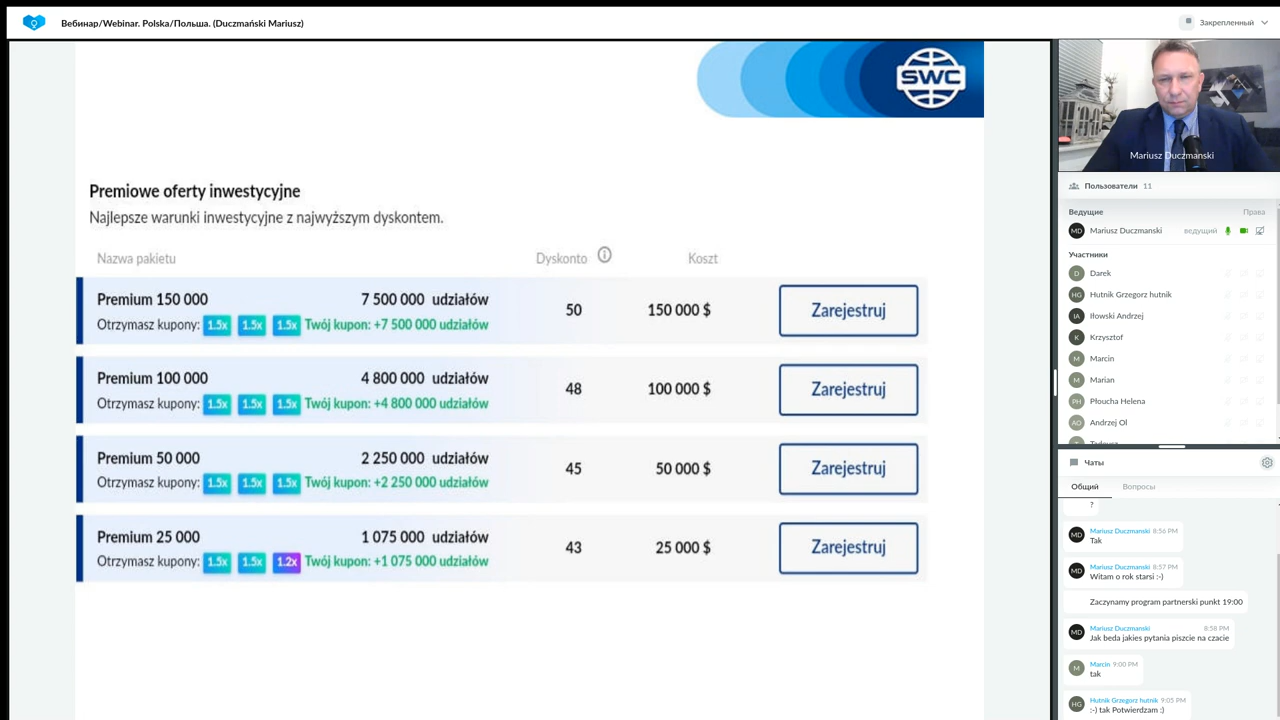 Вебинар/Webinar. Polska/Польша. (Duczmański Mariusz)
Закрепленный
SWC
Premiowe oferty inwestycyjne
Najlepsze warunki inwestycyjne z najwyższym dyskontem.
Nazwa pakietu Dyskonto Koszt
Premium 150 000 7 500 000 udziałów
50 150 000 $ Zarejestruj
Otrzymasz kupony: 1.5x 1.5x 1.5x Twój kupon: +7 500 000 udziałów
Premium 100 000 4 800 000 udziałów
48 100 000 $ Zarejestruj
Otrzymasz kupony: 1.5x 1.5x 1.5x Twój kupon: +4 800 000 udziałów
Premium 50 000 2 250 000 udziałów
45 50 000 $ Zarejestruj
Otrzymasz kupony: 1.5x 1.5x 1.5x Twój kupon: +2 250 000 udziałów
Premium 25 000 1 075 000 udziałów
43 25 000 $ Zarejestruj
Otrzymasz kupony: 1.5x 1.5x 1.2x Twój kupon: +1 075 000 udziałów
Mariusz Duczmanski
Пользователи 11
Ведущие Права
MD Mariusz Duczmanski ведущий
Участники
D Darek
HG Hutnik Grzegorz hutnik
IA Iłowski Andrzej
K Krzysztof
M Marcin
M Marian
PH Płoucha Helena
AO Andrzej Ol
Чаты
Общий Вопросы
?
MD Mariusz Duczmanski 8:56 PM
Tak
MD Mariusz Duczmanski 8:57 PM
Witam o rok starsi :-)
Zaczynamy program partnerski punkt 19:00
MD Mariusz Duczmanski 8:58 PM
Jak beda jakies pytania piszcie na czacie
M Marcin 9:00 PM
tak
HG Hutnik Grzegorz hutnik 9:05 PM
:-) tak Potwierdzam :)